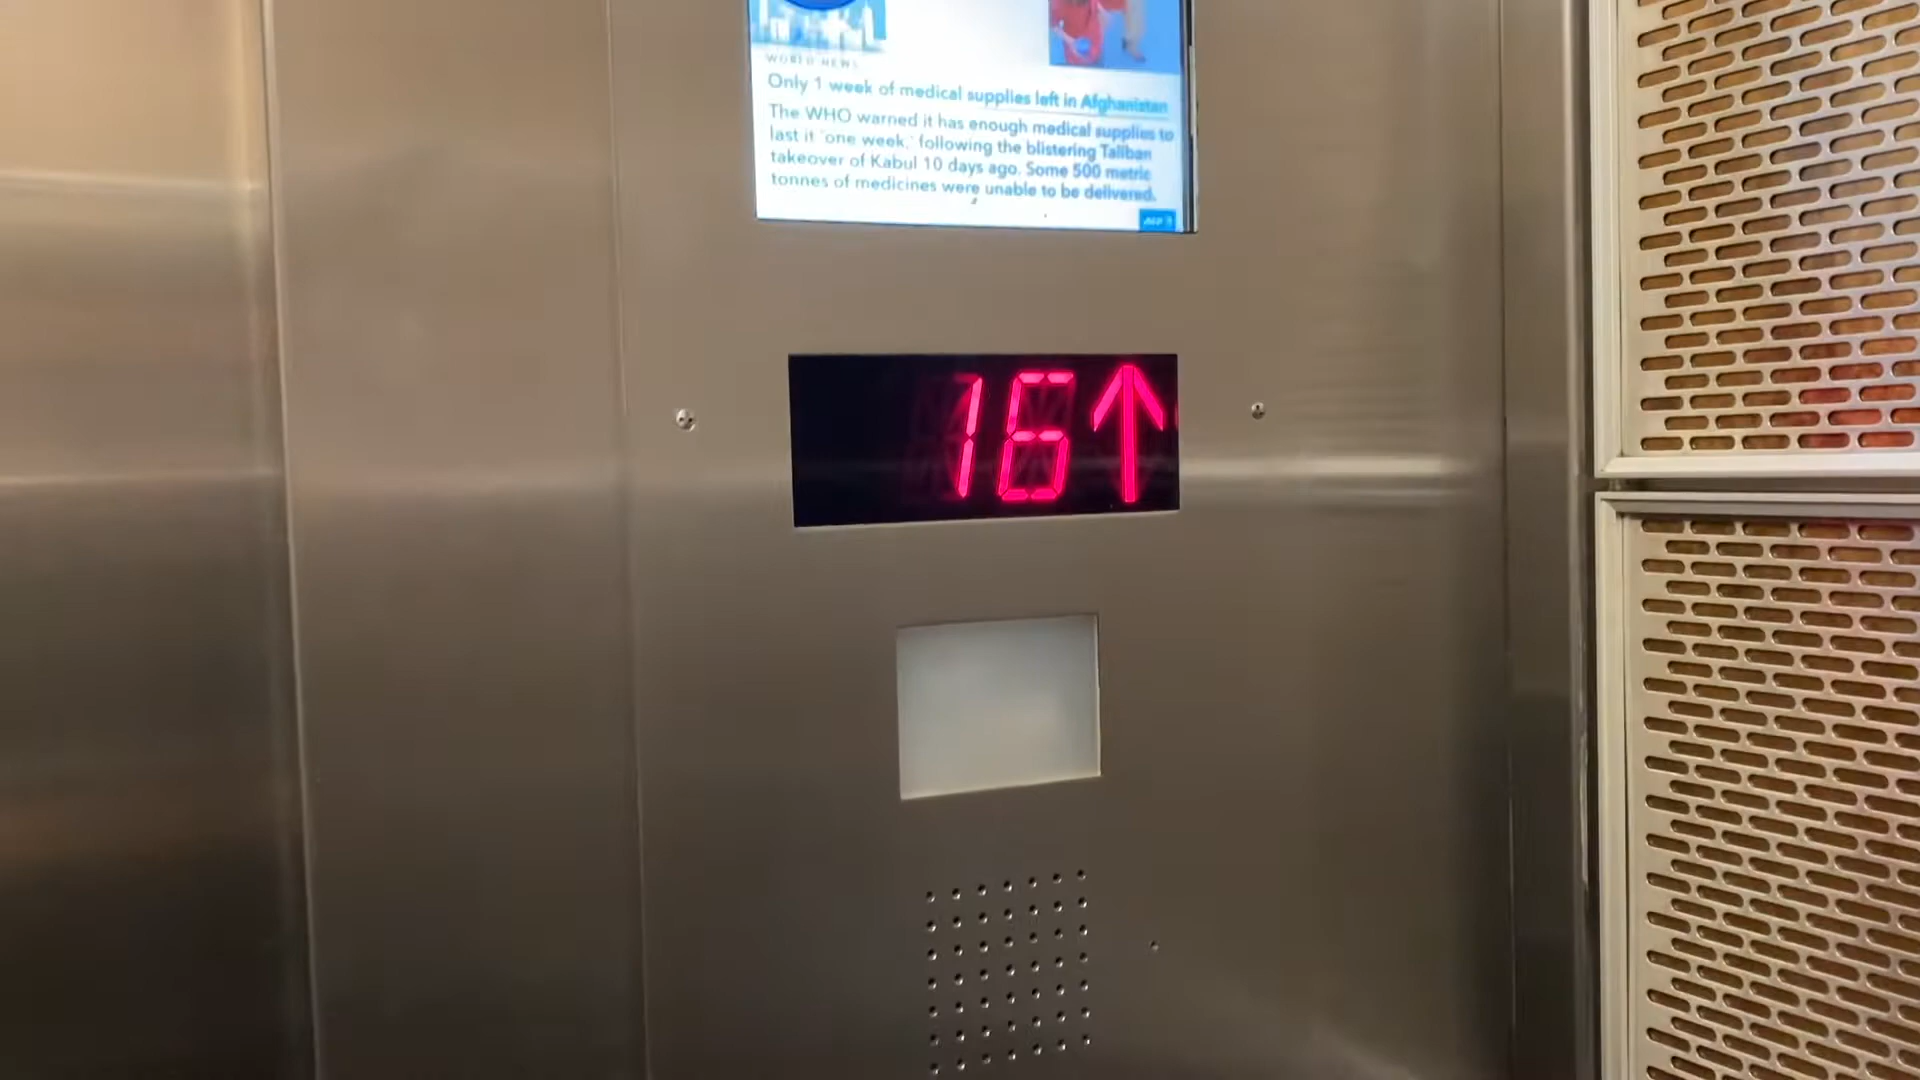 WORLD NEWS
Only 1 week of medical supplies left in Afghanistan
The WHO warned it has enough medical supplies to
last it "one week," following the blistering Taliban
takeover of Kabul 10 days ago. Some 500 metric
tonnes of medicines were unable to be delivered.
AFP
16↑